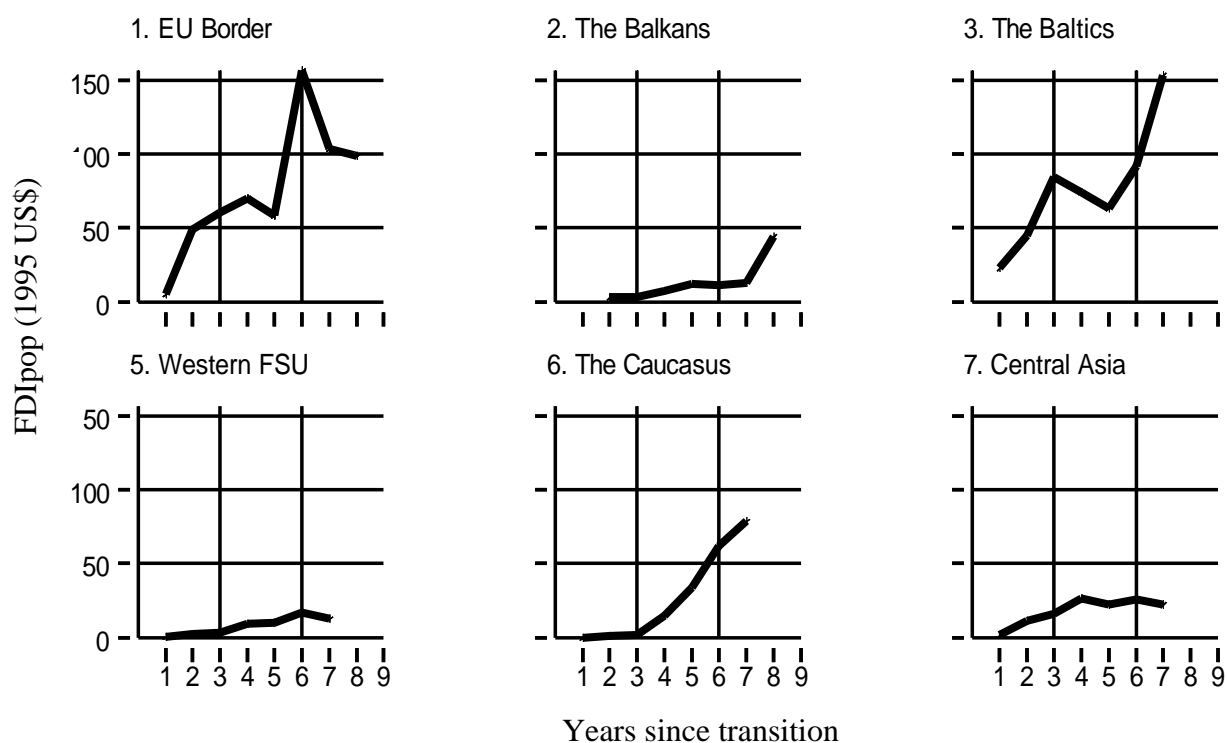 1. EU Border
2. The Balkans
3. The Baltics
150
100
50
0
FDIpop (1995 US$)
5. Western FSU
6. The Caucasus
7. Central Asia
50
100
50
0
1 2 3 4 5 6 7 8 9
1 2 3 4 5 6 7 8 9
1 2 3 4 5 6 7 8 9
Years since transition